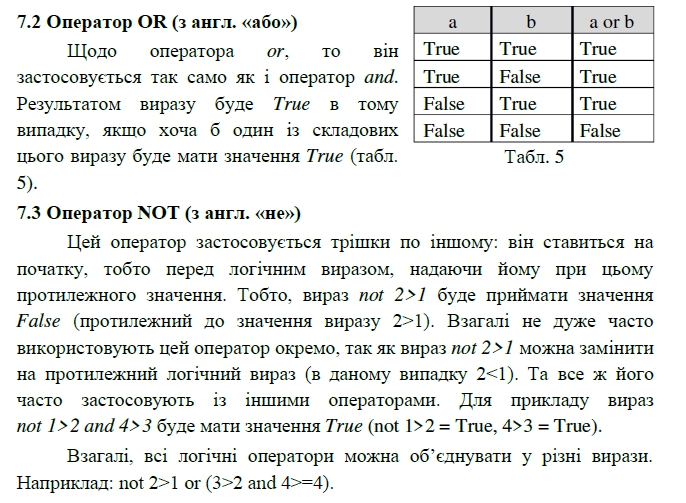 7.2 Оператор OR (з англ. «або»)
Щодо оператора or, то він
застосовується так само як і оператор and.
Результатом виразу буде True в тому
випадку, якщо хоча б один із складових
цього виразу буде мати значення True (табл.
5).
a b a or b
True True True
True False True
False True True
False False False
Табл. 5
7.3 Оператор NOT (з англ. «не»)
Цей оператор застосовується трішки по іншому: він ставиться на
початку, тобто перед логічним виразом, надаючи йому при цьому
протилежного значення. Тобто, вираз not 2>1 буде приймати значення
False (протилежний до значення виразу 2>1). Взагалі не дуже часто
використовують цей оператор окремо, так як вираз not 2>1 можна замінити
на протилежний логічний вираз (в даному випадку 2<1). Та все ж його
часто застосовують із іншими операторами. Для прикладу вираз
not 1>2 and 4>3 буде мати значення True (not 1>2 = True, 4>3 = True).
Взагалі, всі логічні оператори можна об’єднувати у різні вирази.
Наприклад: not 2>1 or (3>2 and 4>=4).